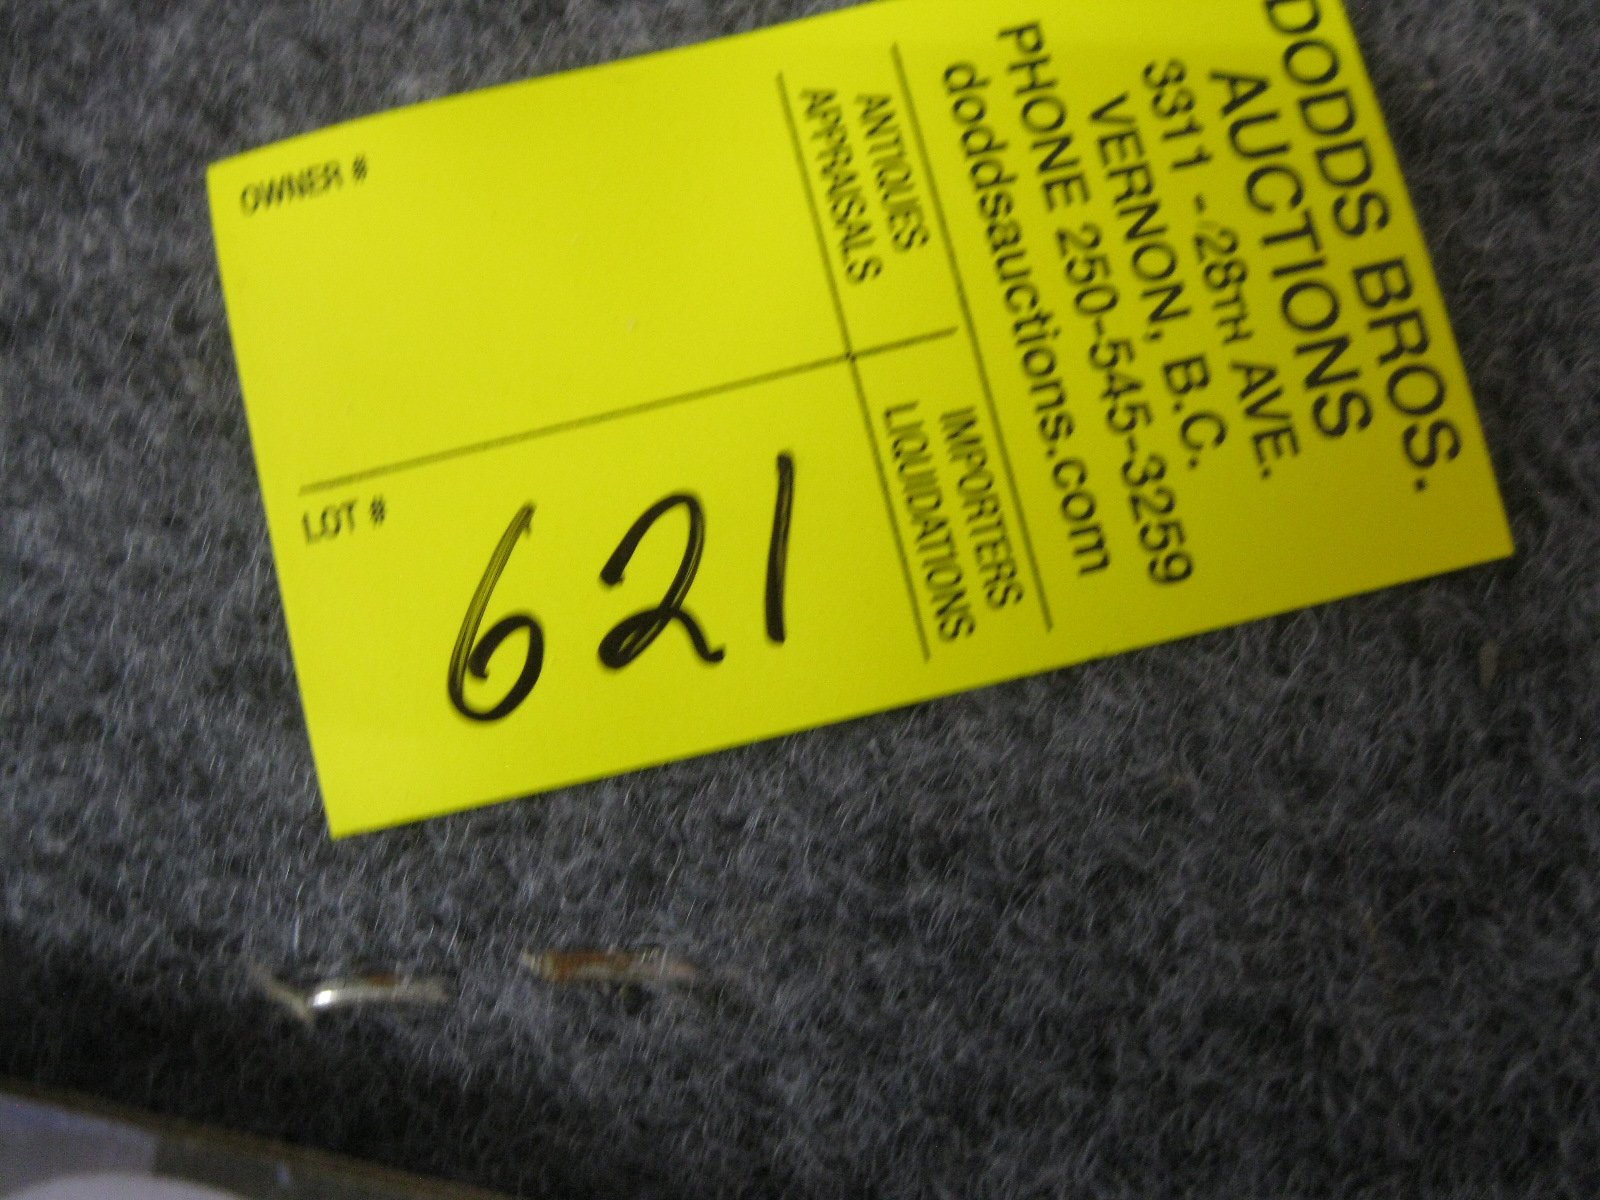 DODDS BROS.
AUCTIONS
3311 - 28TH AVE.
VERNON, B.C.
PHONE 250-545-3259
doddsauctions.com
ANTIQUES
APPRAISALS
IMPORTERS
LIQUIDATIONS
OWNER #
LOT #
621